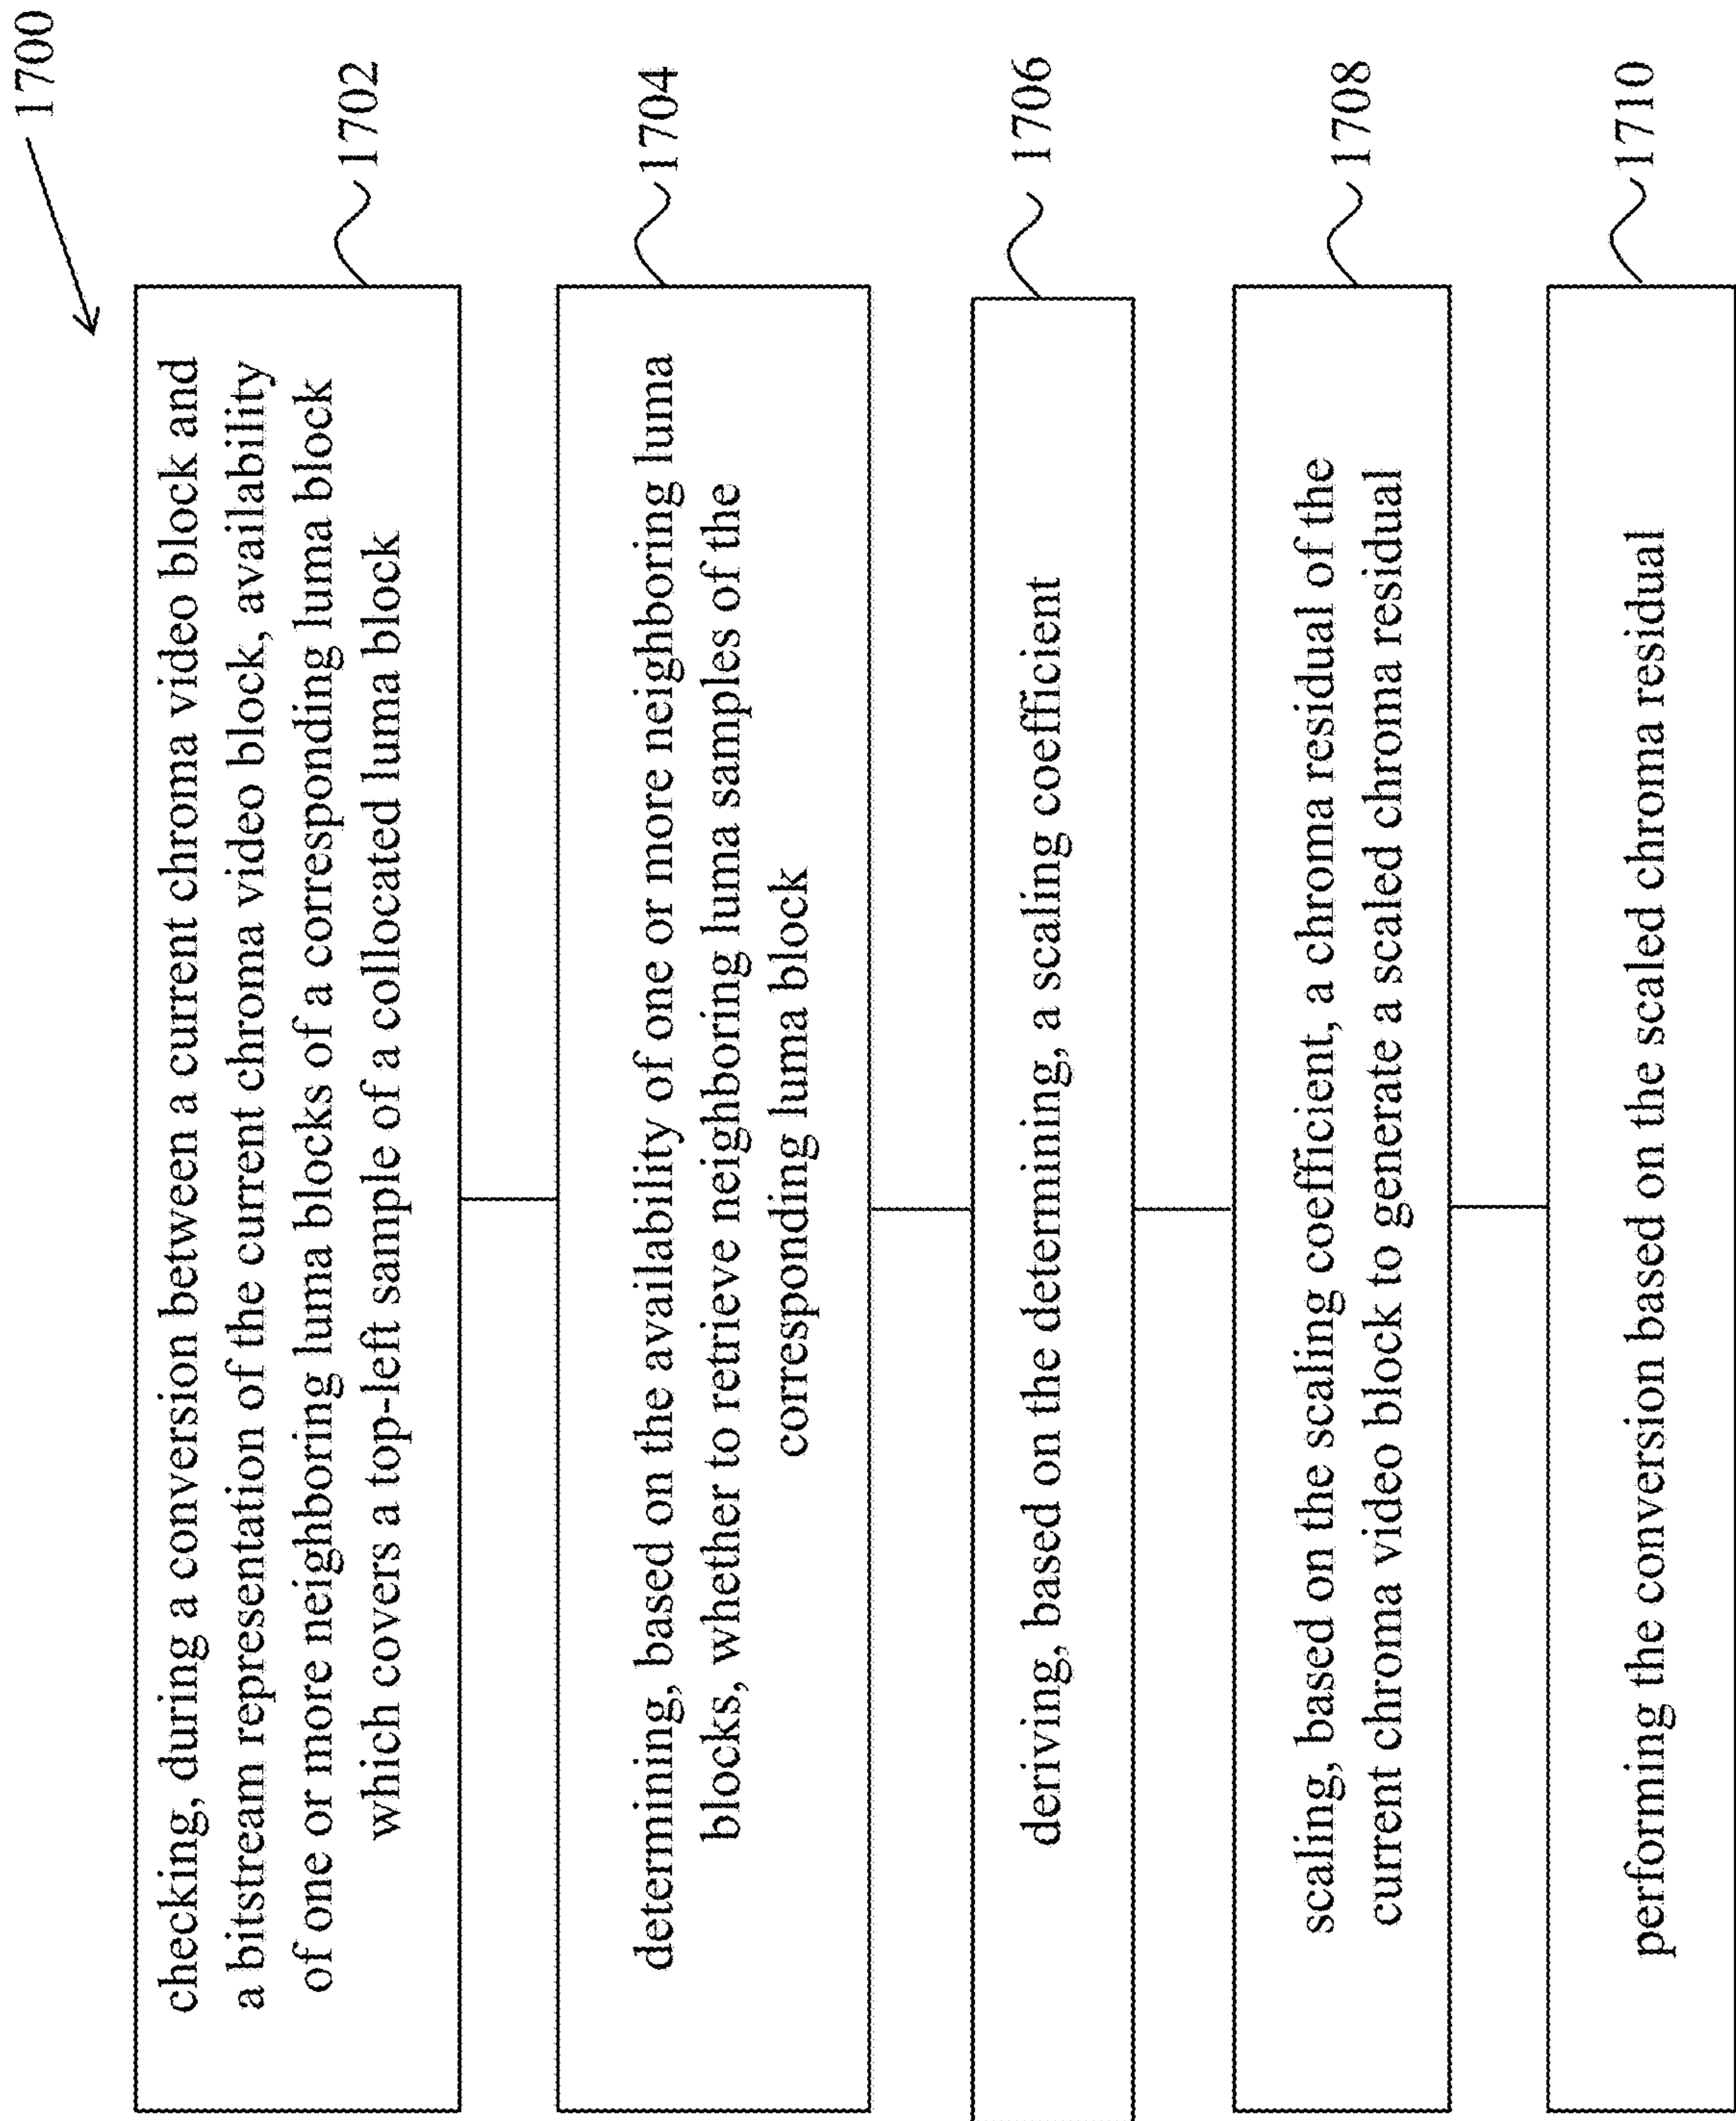 1700
checking, during a conversion between a current chroma video block and
a bitstream representation of the current chroma video block, availability
of one or more neighboring luma blocks of a corresponding luma block
which covers a top-left sample of a collocated luma block
1702
determining, based on the availability of one or more neighboring luma
blocks, whether to retrieve neighboring luma samples of the
corresponding luma block
1704
deriving, based on the determining, a scaling coefficient
1706
scaling, based on the scaling coefficient, a chroma residual of the
current chroma video block to generate a scaled chroma residual
1708
performing the conversion based on the scaled chroma residual
1710